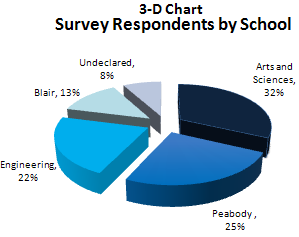 3-D Chart
Survey Respondents by School
Undeclared,
8%
Arts and
Sciences,
32%
Blair, 13%
Engineering,
22%
Peabody ,
25%